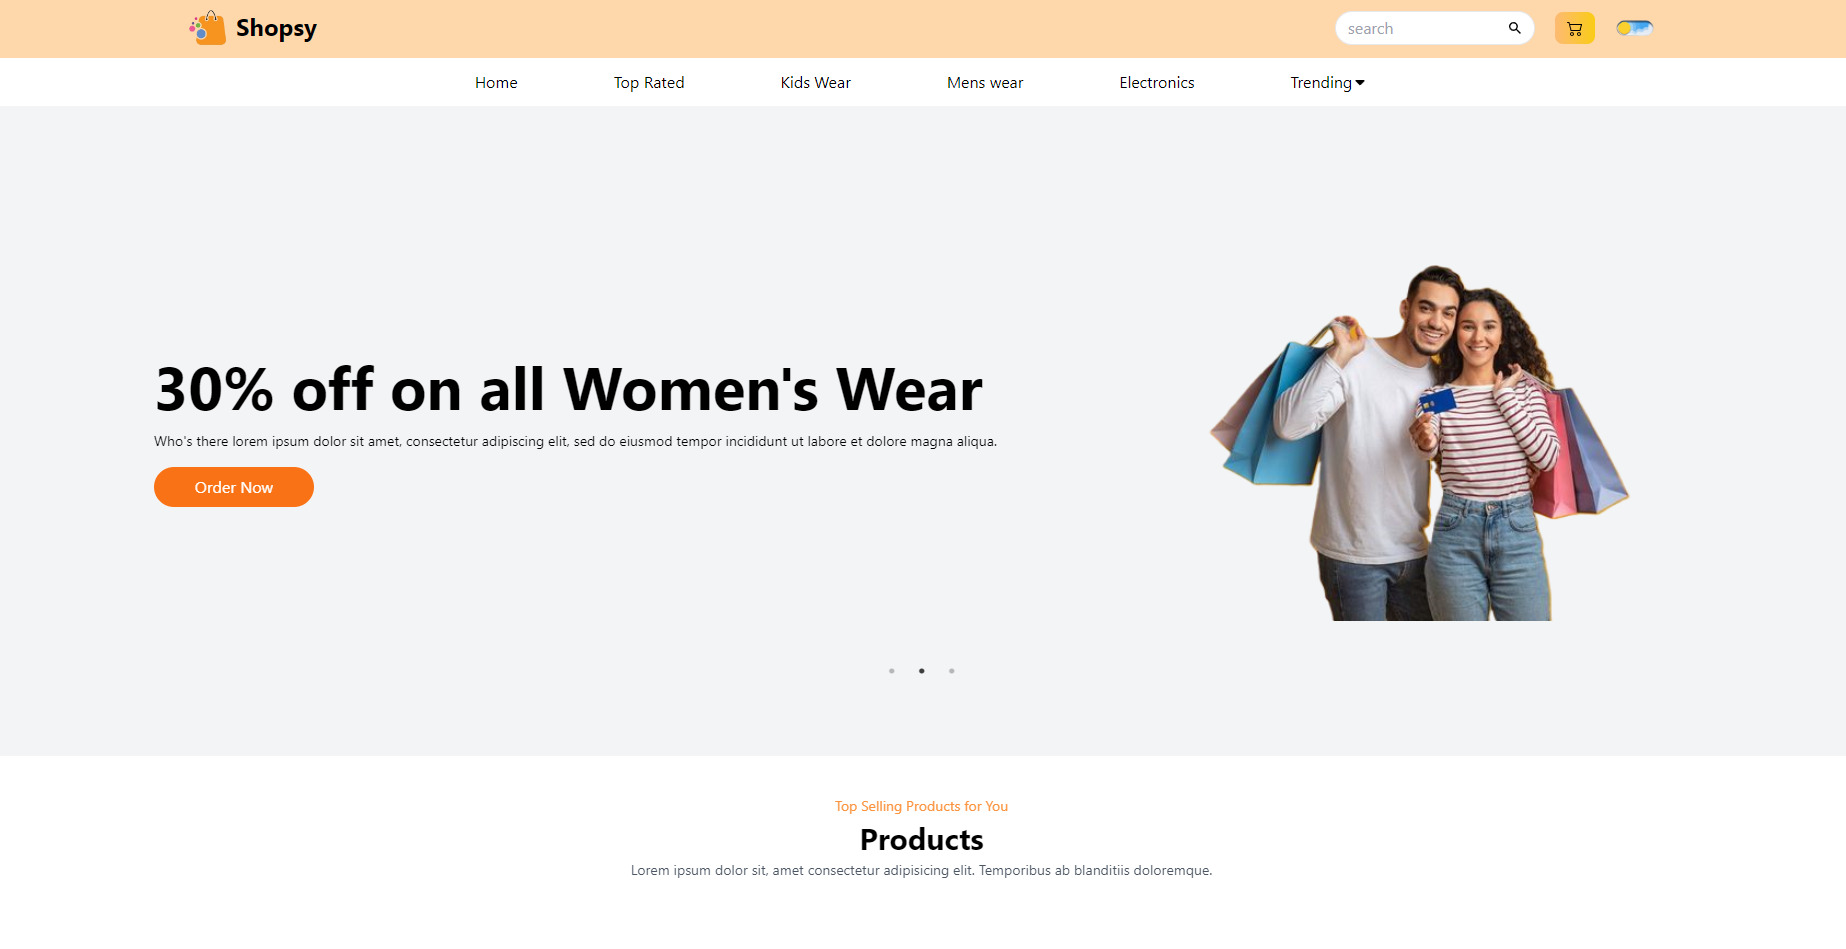 Shopsy
search
Home
Top Rated
Kids Wear
Mens wear
Electronics
Trending
30% off on all Women's Wear
Who's there lorem ipsum dolor sit amet, consectetur adipiscing elit, sed do eiusmod tempor incididunt ut labore et dolore magna aliqua.
Order Now
Top Selling Products for You
Products
Lorem ipsum dolor sit, amet consectetur adipisicing elit. Temporibus ab blanditiis doloremque.